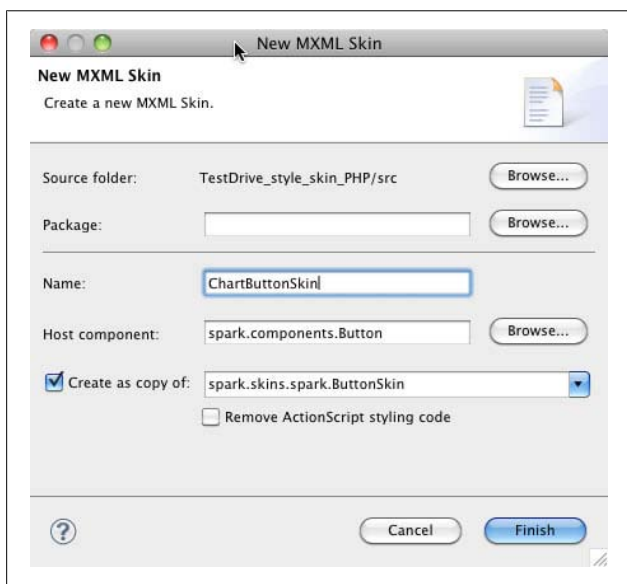 New MXML Skin
New MXML Skin
Create a new MXML Skin.
Source folder: TestDrive_style_skin_PHP/src Browse...
Package: Browse...
Name: ChartButtonSkin
Host component: spark.components.Button Browse...
Create as copy of: spark.skins.spark.ButtonSkin
Remove ActionScript styling code
? Cancel Finish